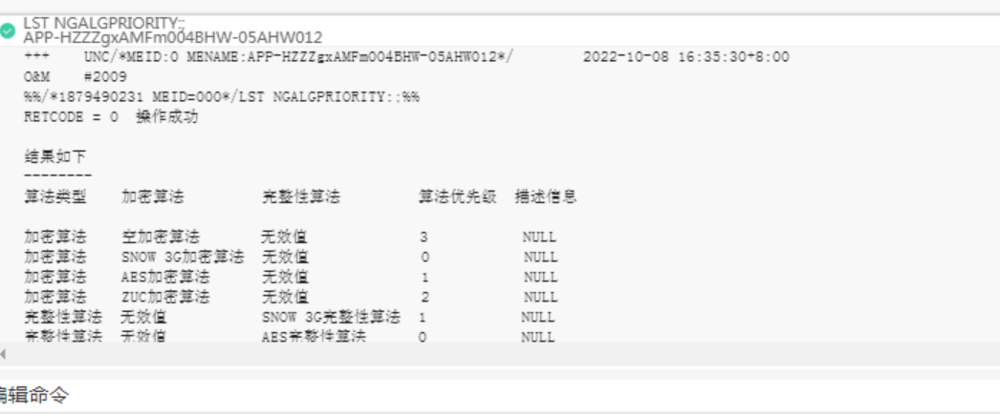 LST NGALGPRIORITY:;
APP-HZZZgxAMFm004BHW-05AHW012
+++ UNC/*MEID:0 MENAME:APP-HZZZgxAMFm004BHW-05AHW012*/ 2022-10-08 16:35:30+8:00
O&M #2009
%%/*1879490231 MEID=000*/LST NGALGPRIORITY:;%%
RETCODE = 0 操作成功
结果如下
--------
算法类型 加密算法 完整性算法 算法优先级 描述信息
加密算法 空加密算法 无效值 3 NULL
加密算法 SNOW 3G加密算法 无效值 0 NULL
加密算法 AES加密算法 无效值 1 NULL
加密算法 ZUC加密算法 无效值 2 NULL
完整性算法 无效值 SNOW 3G完整性算法 1 NULL
完整性算法 无效值 AES完整性算法 0 NULL
编辑命令